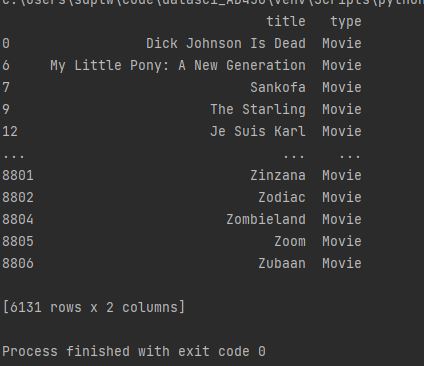 title type
0 Dick Johnson Is Dead Movie
6 My Little Pony: A New Generation Movie
7 Sankofa Movie
9 The Starling Movie
12 Je Suis Karl Movie
... ... ...
8801 Zinzana Movie
8802 Zodiac Movie
8804 Zombieland Movie
8805 Zoom Movie
8806 Zubaan Movie
[6131 rows x 2 columns]
Process finished with exit code 0